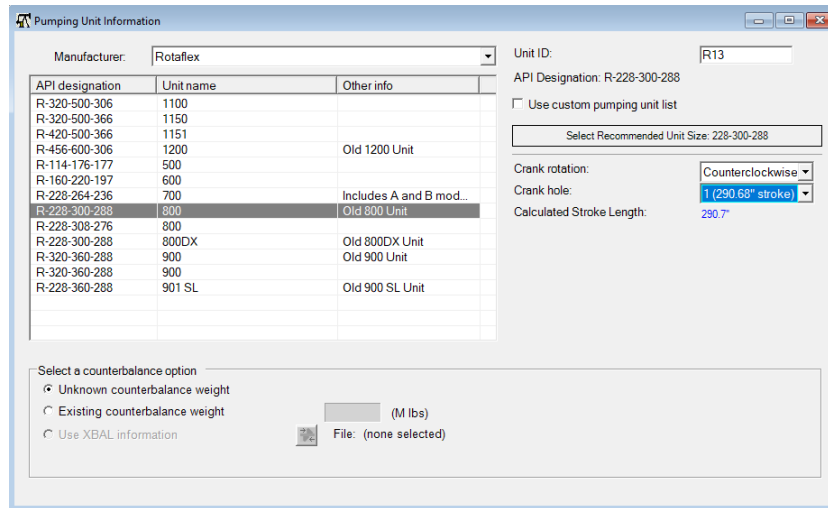 Pumping Unit Information
Manufacturer: Rotaflex
API designation Unit name Other info
R-320-500-306 1100
R-320-500-366 1150
R-420-500-366 1151
R-456-600-306 1200 Old 1200 Unit
R-114-176-177 500
R-160-220-197 600
R-228-264-236 700 Includes A and B mod...
R-228-300-288 800 Old 800 Unit
R-228-308-276 800
R-228-300-288 800DX Old 800DX Unit
R-320-360-288 900 Old 900 Unit
R-320-360-288 900
R-228-360-288 901 SL Old 900 SL Unit
Unit ID: R13
API Designation: R-228-300-288
Use custom pumping unit list
Select Recommended Unit Size: 228-300-288
Crank rotation: Counterclockwise
Crank hole: 1 (290.68" stroke)
Calculated Stroke Length: 290.7"
Select a counterbalance option
Unknown counterbalance weight
Existing counterbalance weight (M lbs)
Use XBAL information File: (none selected)